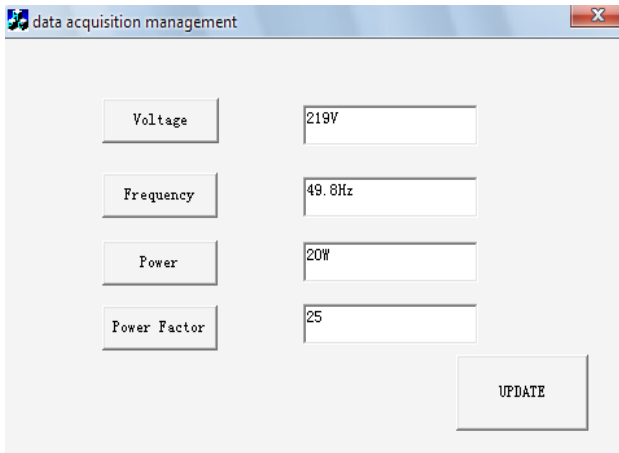 data acquisition management
Voltage 219V
Frequency 49.8Hz
Power 20W
Power Factor 25
UPDATE